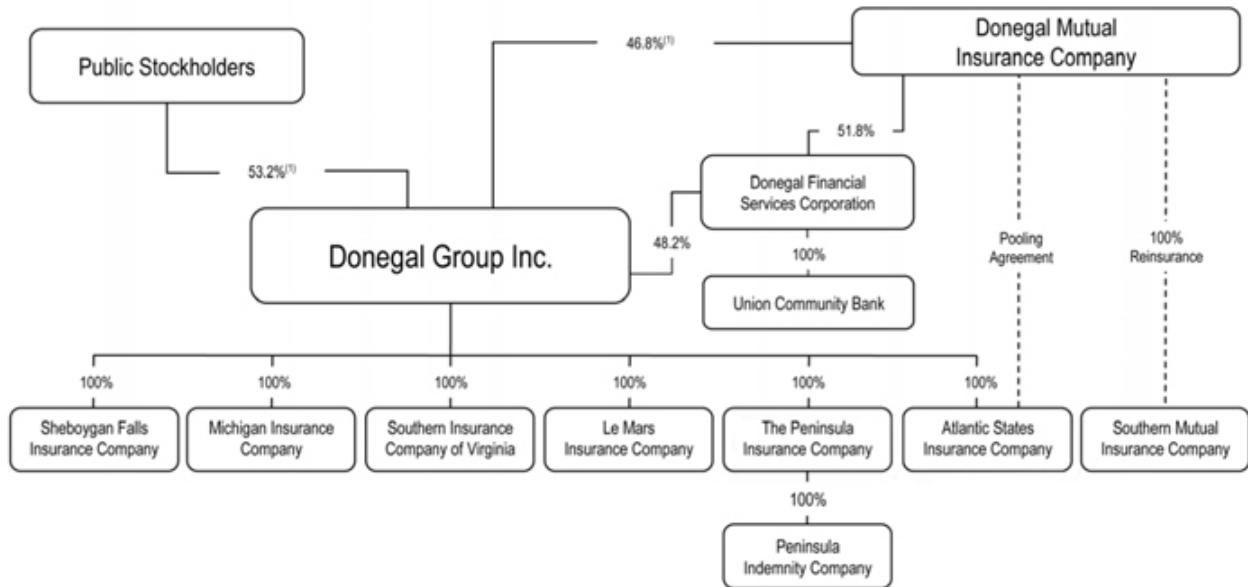 Public Stockholders
46.8%(1)
Donegal Mutual
Insurance Company
51.8%
53.2%(1)
Donegal Financial
Services Corporation
Donegal Group Inc.
48.2%
100%
Pooling
Agreement
100%
Reinsurance
Union Community Bank
100%
100%
100%
100%
100%
100%
Sheboygan Falls
Insurance Company
Michigan Insurance
Company
Southern Insurance
Company of Virginia
Le Mars
Insurance Company
The Peninsula
Insurance Company
Atlantic States
Insurance Company
Southern Mutual
Insurance Company
100%
Peninsula
Indemnity Company